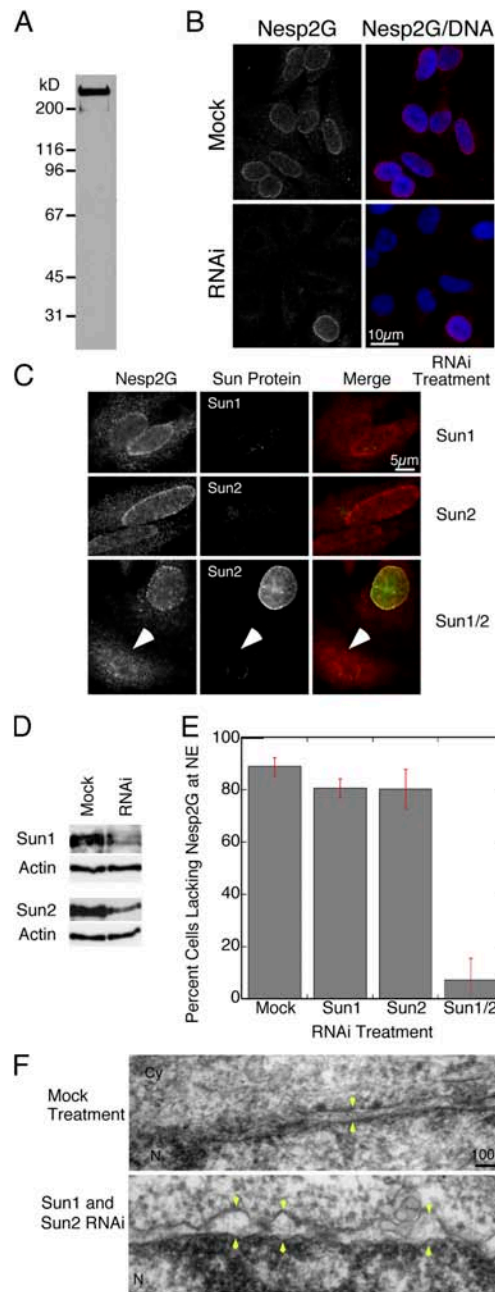 A
kD
200
116
96
67
45
31
B
Nesp2G Nesp2G/DNA
Mock
RNAi
10µm
C
Nesp2G Sun Protein Merge RNAi Treatment
Sun1
5µm
Sun1
Sun2
Sun2
Sun2
Sun1/2
D
Mock RNAi
Sun1
Actin
Sun2
Actin
E
Percent Cells Lacking Nesp2G at NE
100
80
60
40
20
0
Mock Sun1 Sun2 Sun1/2
RNAi Treatment
F
Mock Treatment
Cy
N
100
Sun1 and Sun2 RNAi
N